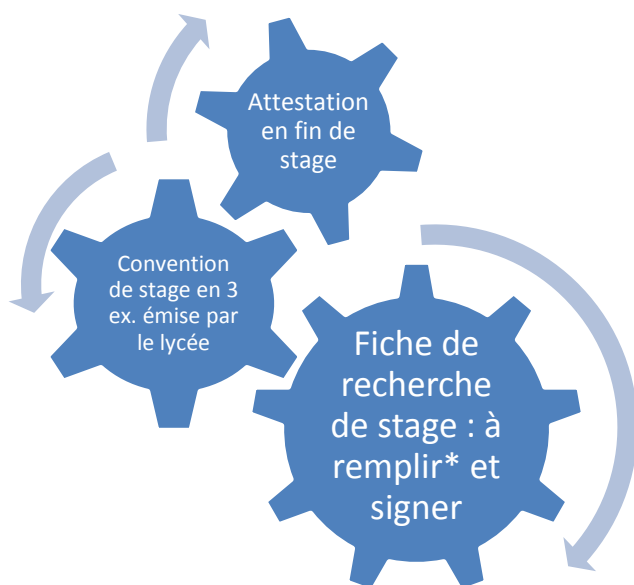 Attestation
en fin de
stage
Convention
de stage en 3
ex. émise par
le lycée
Fiche de
recherche
de stage : à
remplir* et
signer